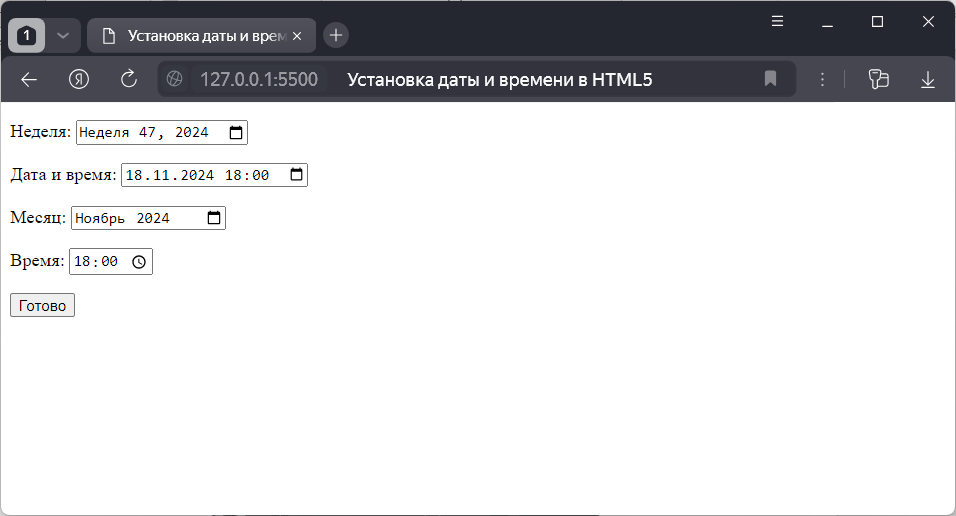 1 Установка даты и врем
Я 127.0.0.1:5500 Установка даты и времени в HTML5
Неделя: Неделя 47, 2024
Дата и время: 18.11.2024 18:00
Месяц: Ноябрь 2024
Время: 18:00
Готово